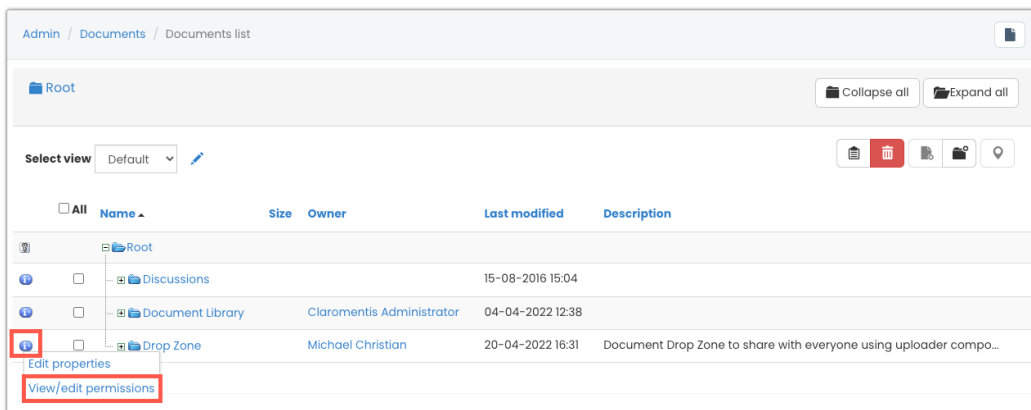 Admin / Documents / Documents list
Root
Collapse all
Expand all
Select view
Default
All
Name
Size
Owner
Last modified
Description
Root
Discussions
15-08-2016 15:04
Document Library
Claromentis Administrator
04-04-2022 12:38
Drop Zone
Michael Christian
20-04-2022 16:31
Document Drop Zone to share with everyone using uploader compo...
Edit properties
View/edit permissions